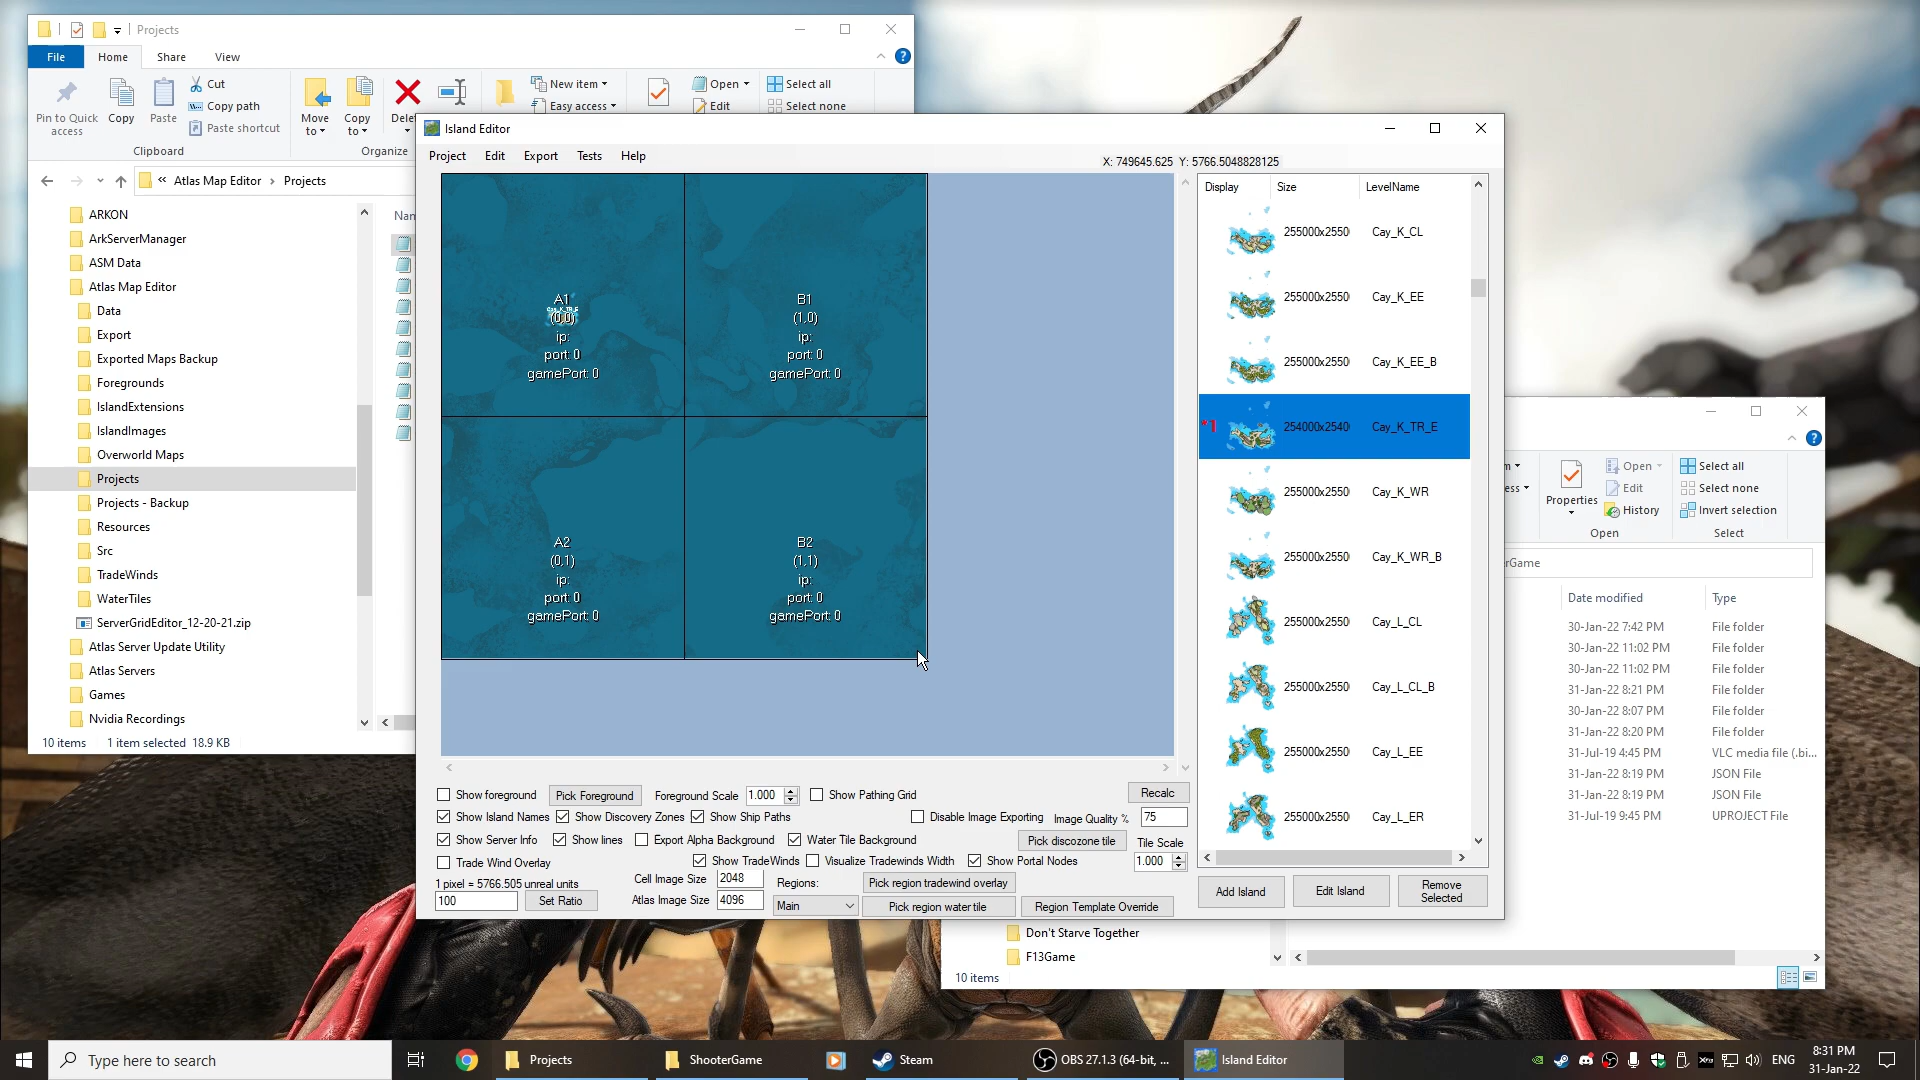 Projects
File
Home
Share
View
Pin to Quick access
Copy
Paste
Cut
Copy path
Paste shortcut
Clipboard
Move to
Copy to
Organize
New item
Easy access
Open
Edit
Select all
Select none
Atlas Map Editor
Projects
ARKON
ArkServerManager
ASM Data
Atlas Map Editor
Data
Export
Exported Maps Backup
Foregrounds
IslandExtensions
IslandImages
Overworld Maps
Projects
Projects - Backup
Resources
Src
TradeWinds
WaterTiles
ServerGridEditor_12-20-21.zip
Atlas Server Update Utility
Atlas Servers
Games
Nvidia Recordings
10 items 1 item selected 18.9 KB
Island Editor
Project Edit Export Tests Help
X: 749645.625 Y: 5766.5048828125
A1
(0,0)
ip:
port: 0
gamePort: 0
B1
(1,0)
ip:
port: 0
gamePort: 0
A2
(0,1)
ip:
port: 0
gamePort: 0
B2
(1,1)
ip:
port: 0
gamePort: 0
Display Size LevelName
255000x2550 Cay_K_CL
255000x2550 Cay_K_EE
255000x2550 Cay_K_EE_B
*1 254000x2540 Cay_K_TR_E
255000x2550 Cay_K_WR
255000x2550 Cay_K_WR_B
255000x2550 Cay_L_CL
255000x2550 Cay_L_CL_B
255000x2550 Cay_L_EE
255000x2550 Cay_L_ER
Add Island
Edit Island
Remove Selected
Show foreground Pick Foreground Foreground Scale 1.000 Show Pathing Grid Recalc
Show Island Names Show Discovery Zones Show Ship Paths Disable Image Exporting Image Quality % 75
Show Server Info Show lines Export Alpha Background Water Tile Background Pick discozone tile Tile Scale
Trade Wind Overlay Show TradeWinds Visualize Tradewinds Width Show Portal Nodes 1.000
1 pixel = 5766.505 unreal units Cell Image Size 2048 Regions: Pick region tradewind overlay
100 Set Ratio Atlas Image Size 4096 Main Pick region water tile Region Template Override
Properties
Open
Edit
History
Open
Select all
Select none
Invert selection
Select
Date modified Type
30-Jan-22 7:42 PM File folder
30-Jan-22 11:02 PM File folder
30-Jan-22 11:02 PM File folder
31-Jan-22 8:21 PM File folder
30-Jan-22 8:07 PM File folder
31-Jan-22 8:20 PM File folder
31-Jul-19 4:45 PM VLC media file (.bi...
31-Jan-22 8:19 PM JSON File
31-Jan-22 8:19 PM JSON File
31-Jul-19 9:45 PM UPROJECT File
Don't Starve Together
F13Game
10 items
Type here to search
Projects
ShooterGame
Steam
OBS 27.1.3 (64-bit, ...
Island Editor
ENG
8:31 PM
31-Jan-22